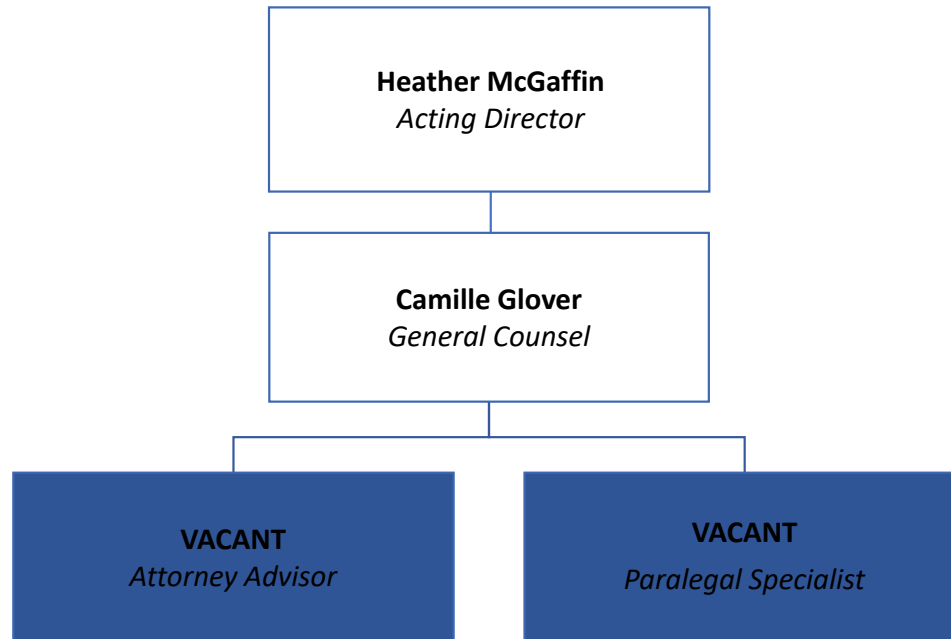 Heather McGaffin
Acting Director
Camille Glover
General Counsel
VACANT
Attorney Advisor
VACANT
Paralegal Specialist